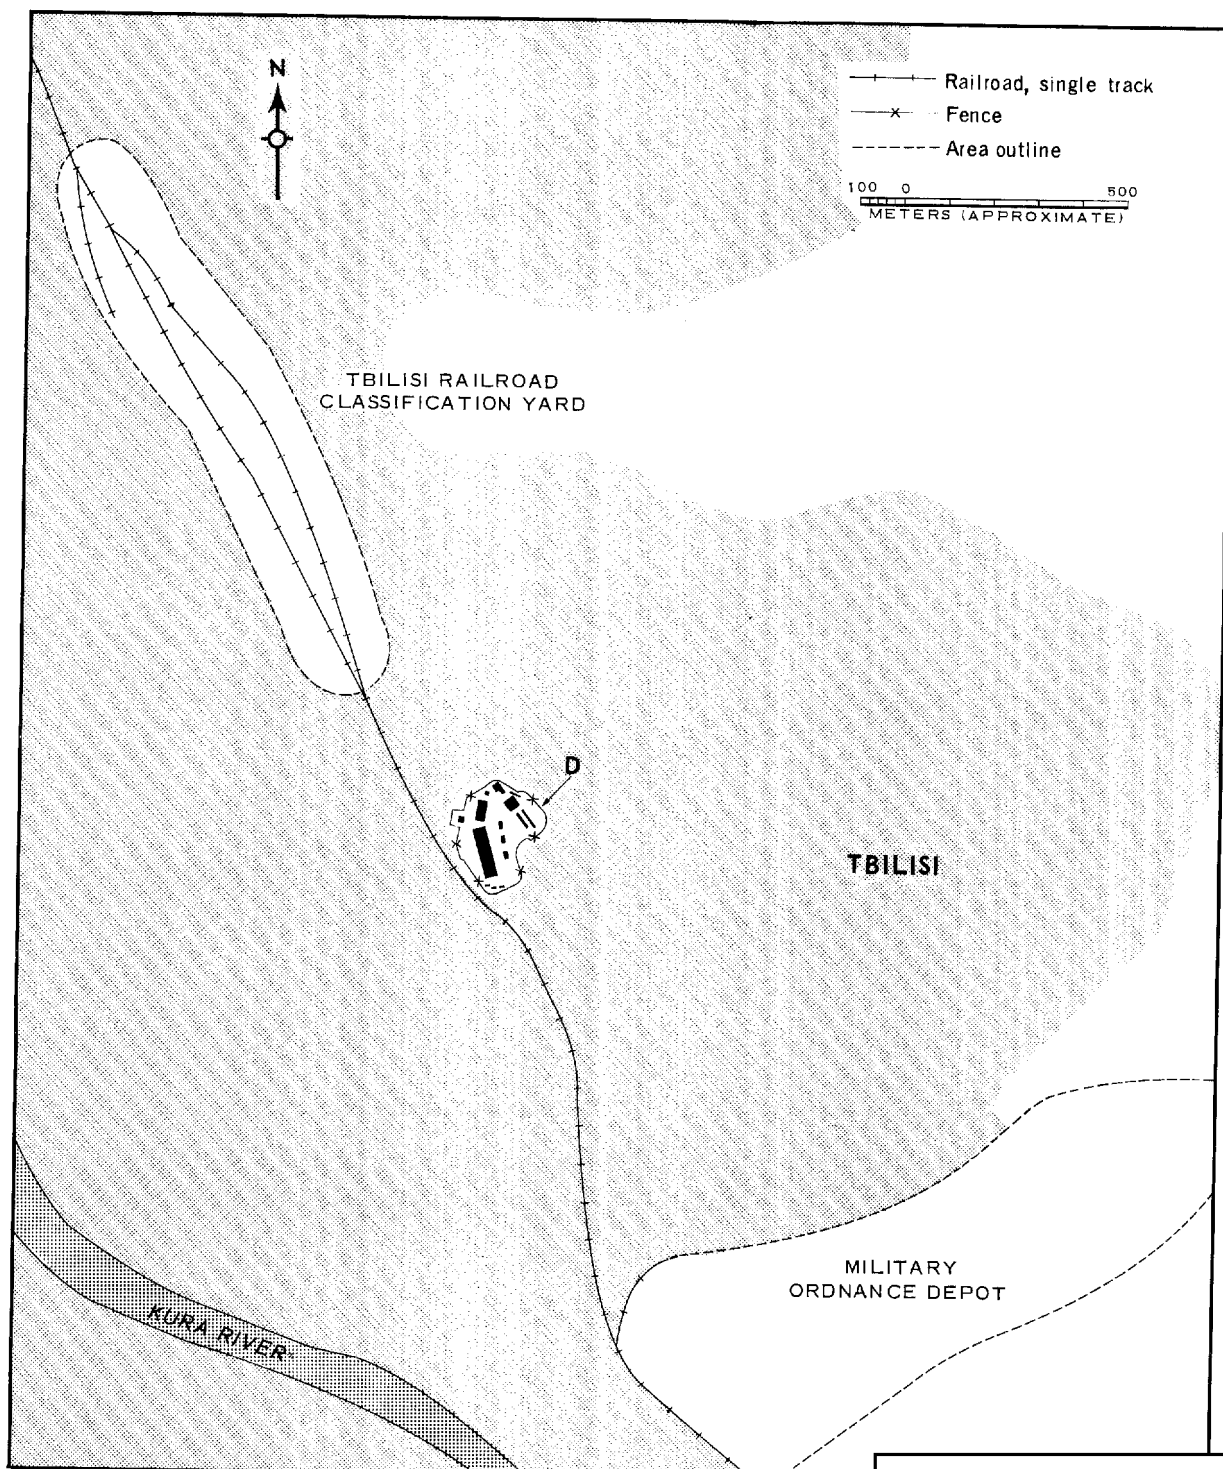 N
Railroad, single track
Fence
Area outline
100 0 500
METERS (APPROXIMATE)
TBILISI RAILROAD
CLASSIFICATION YARD
D
TBILISI
MILITARY
ORDNANCE DEPOT
KURA RIVER